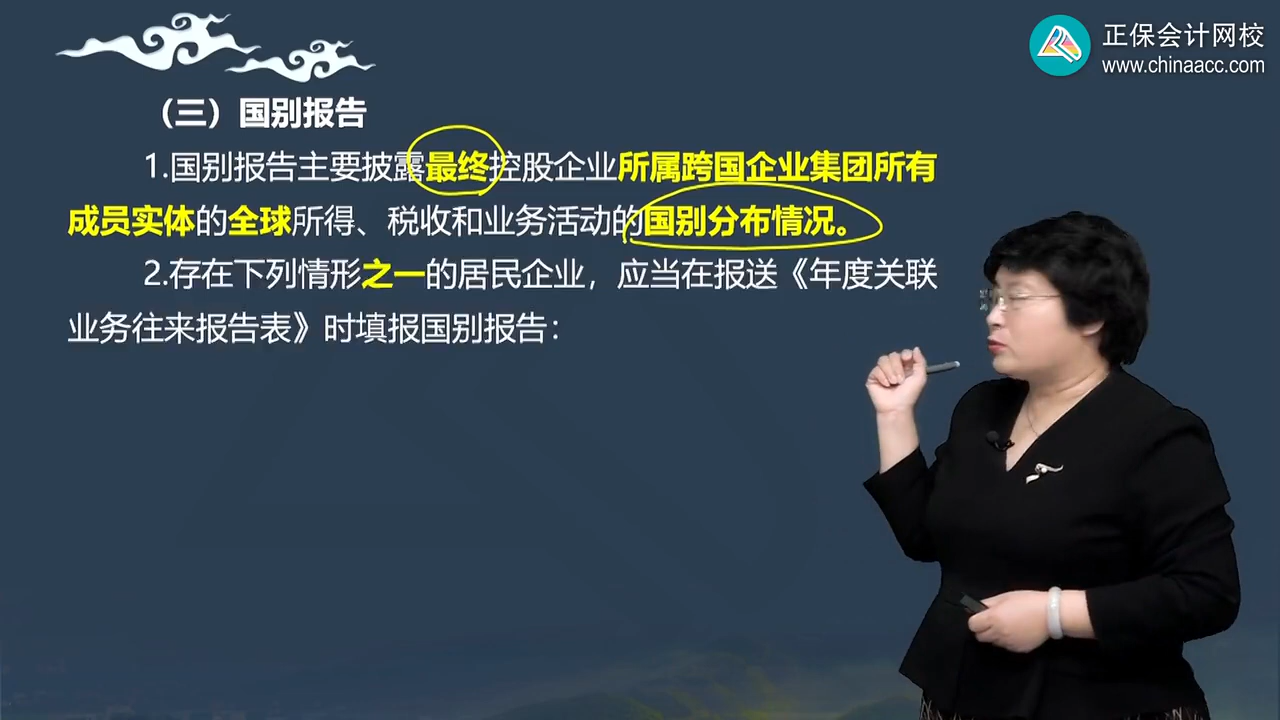 正保会计网校
www.chinaacc.com
（三）国别报告
1.国别报告主要披露最终控股企业所属跨国企业集团所有
成员实体的全球所得、税收和业务活动的国别分布情况。
2.存在下列情形之一的居民企业，应当在报送《年度关联
业务往来报告表》时填报国别报告：